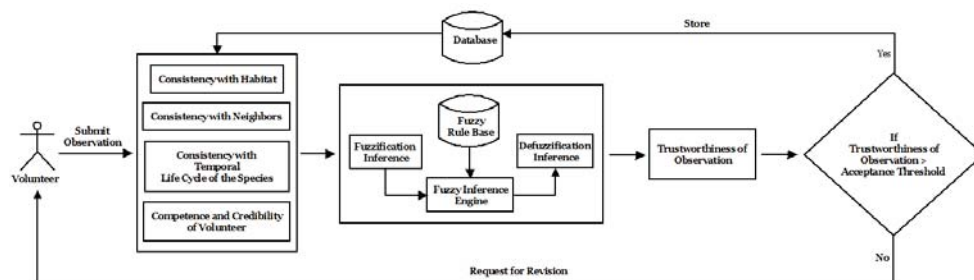 Store
Database
Yes
Consistency with Habitat
Consistency with Neighbors
Consistency with
Temporal
Life Cycle of the Species
Competence and Credibility
of Volunteer
Submit
Observation
Volunteer
Fuzzy
Rule Base
Fuzzification
Inference
Defuzzification
Inference
Fuzzy Inference
Engine
Trustworthiness of
Observation
If
Trustworthiness of
Observation >
Acceptance Threshold
No
Request for Revision